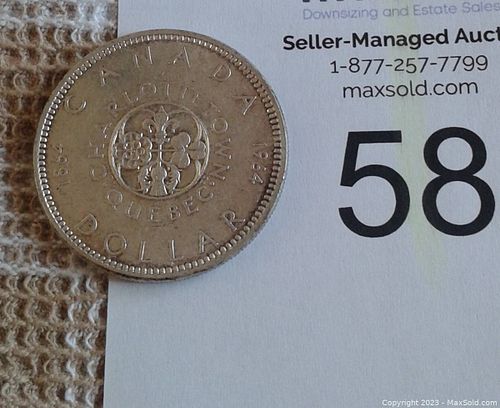 Downsizing and Estate Sales
Seller-Managed Auct
1-877-257-7799
maxsold.com
58
CANADA
CHARLOTTETOWN
1864
1964
QUEBEC
DOLLAR
Copyright 2023 - MaxSold.com